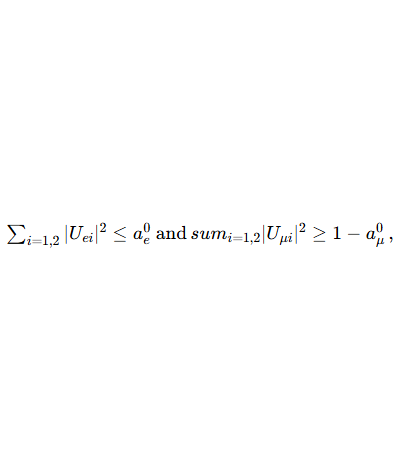 ∑_{i=1,2} |U_{ei}|² ≤ a_e^0 and sum_{i=1,2}|U_{μi}|² ≥ 1 − a_μ^0 ,